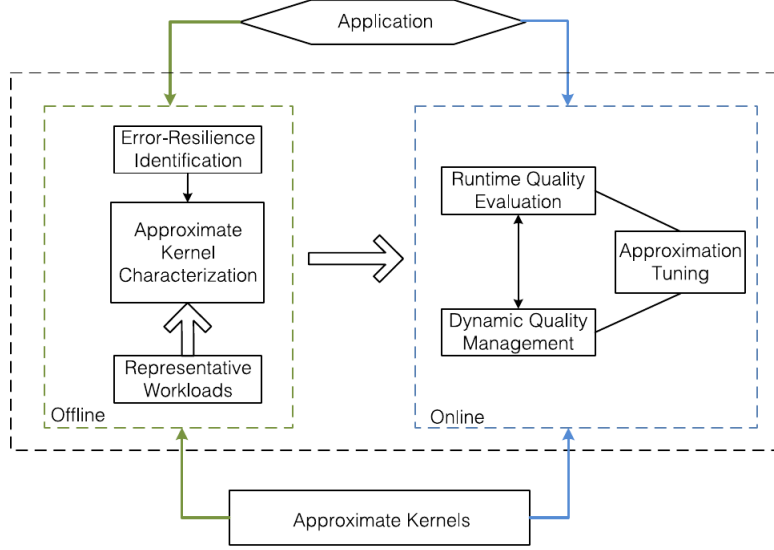 Application
Error-Resilience
Identification
Approximate
Kernel
Characterization
Representative
Workloads
Offline
Runtime Quality
Evaluation
Approximation
Tuning
Dynamic Quality
Management
Online
Approximate Kernels